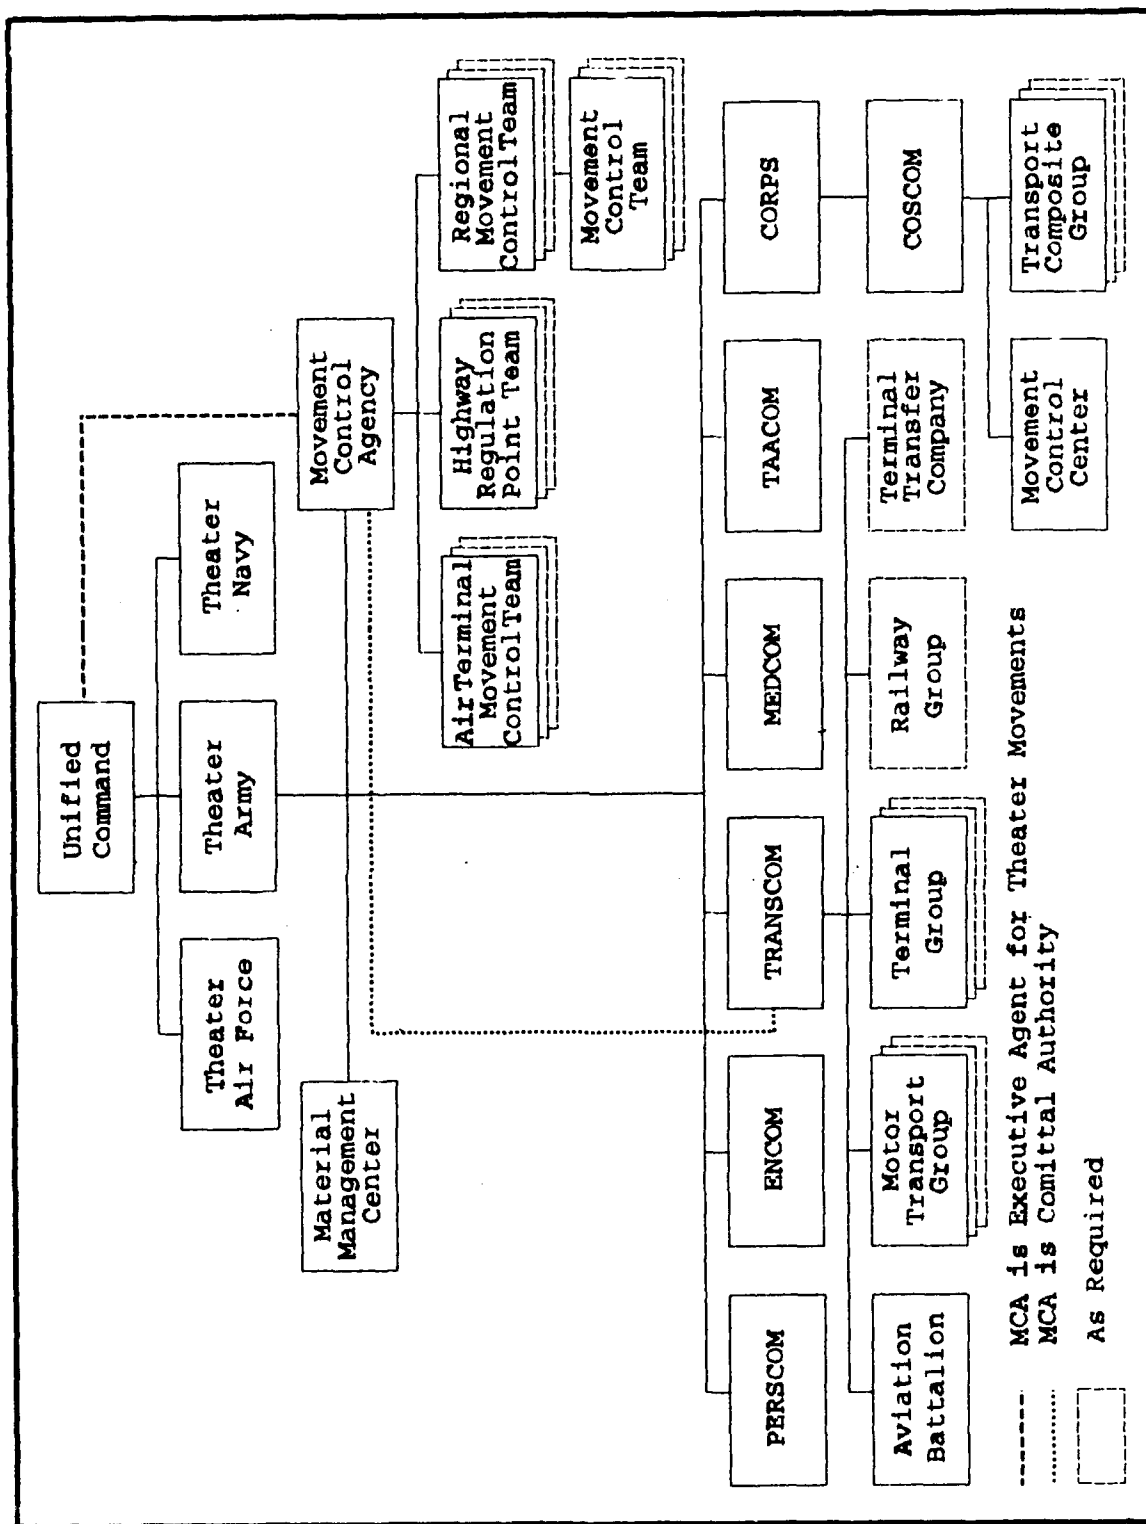 Unified
Command
Theater
Air Force
Theater
Army
Theater
Navy
Material
Management
Center
Movement
Control
Agency
Air Terminal
Movement
Control Team
Highway
Regulation
Point Team
Regional
Movement
Control Team
Movement
Control
Team
PERSCOM
ENCOM
TRANSCOM
MEDCOM
TAACOM
CORPS
Aviation
Battalion
Motor
Transport
Group
Terminal
Group
Railway
Group
Terminal
Transfer
Company
COSCOM
Movement
Control
Center
Transport
Composite
Group
MCA is Executive Agent for Theater Movements
MCA is Comittal Authority
As Required